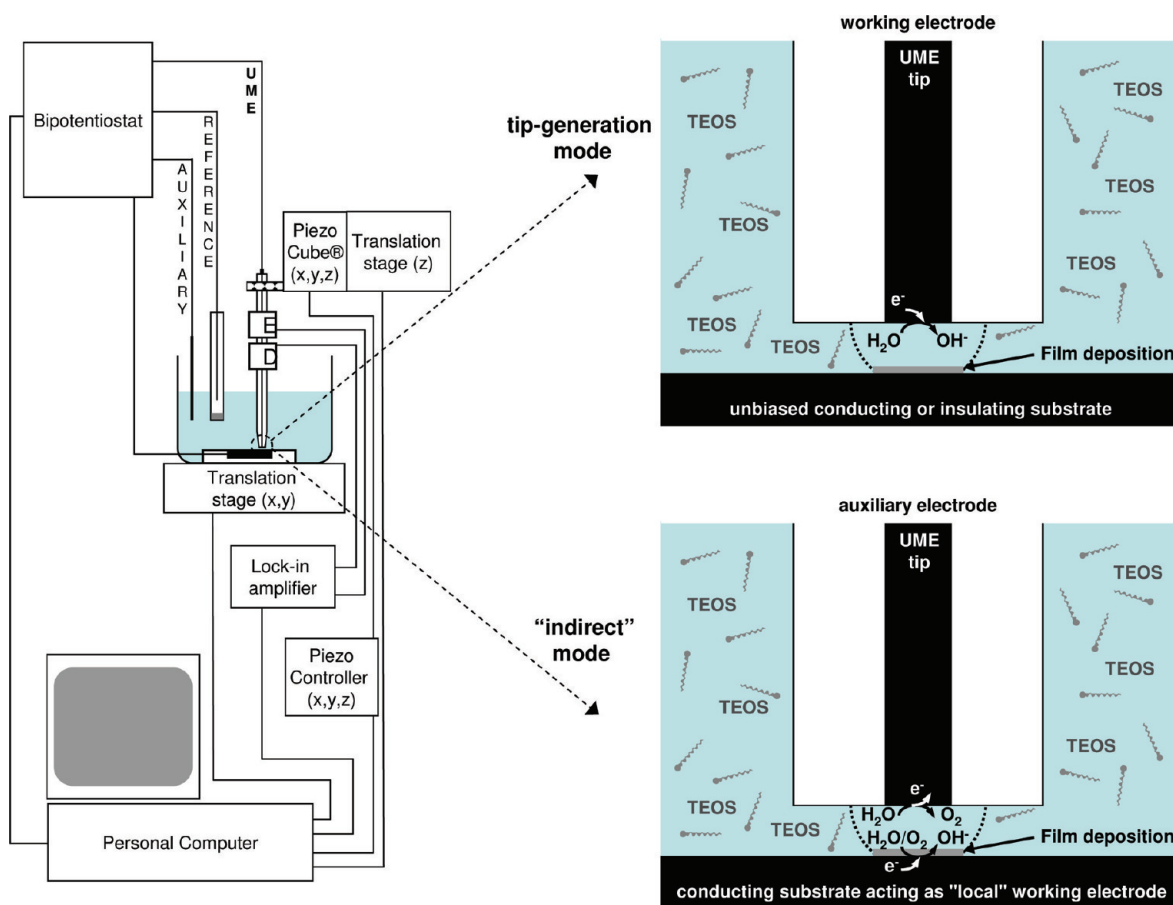 Bipotentiostat
UME
REFERENCE
AUXILIARY
Piezo
Cube®
(x,y,z)
Translation
stage (z)
E
D
Translation
stage (x,y)
Lock-in
amplifier
Piezo
Controller
(x,y,z)
Personal Computer
tip-generation
mode
"indirect"
mode
working electrode
UME
tip
TEOS
TEOS
TEOS
TEOS
TEOS
TEOS
TEOS
TEOS
TEOS
e-
H2O
OH-
Film deposition
unbiased conducting or insulating substrate
auxiliary electrode
UME
tip
TEOS
TEOS
TEOS
TEOS
TEOS
TEOS
TEOS
TEOS
e-
H2O
O2
H2O/O2
OH-
e-
Film deposition
conducting substrate acting as "local" working electrode